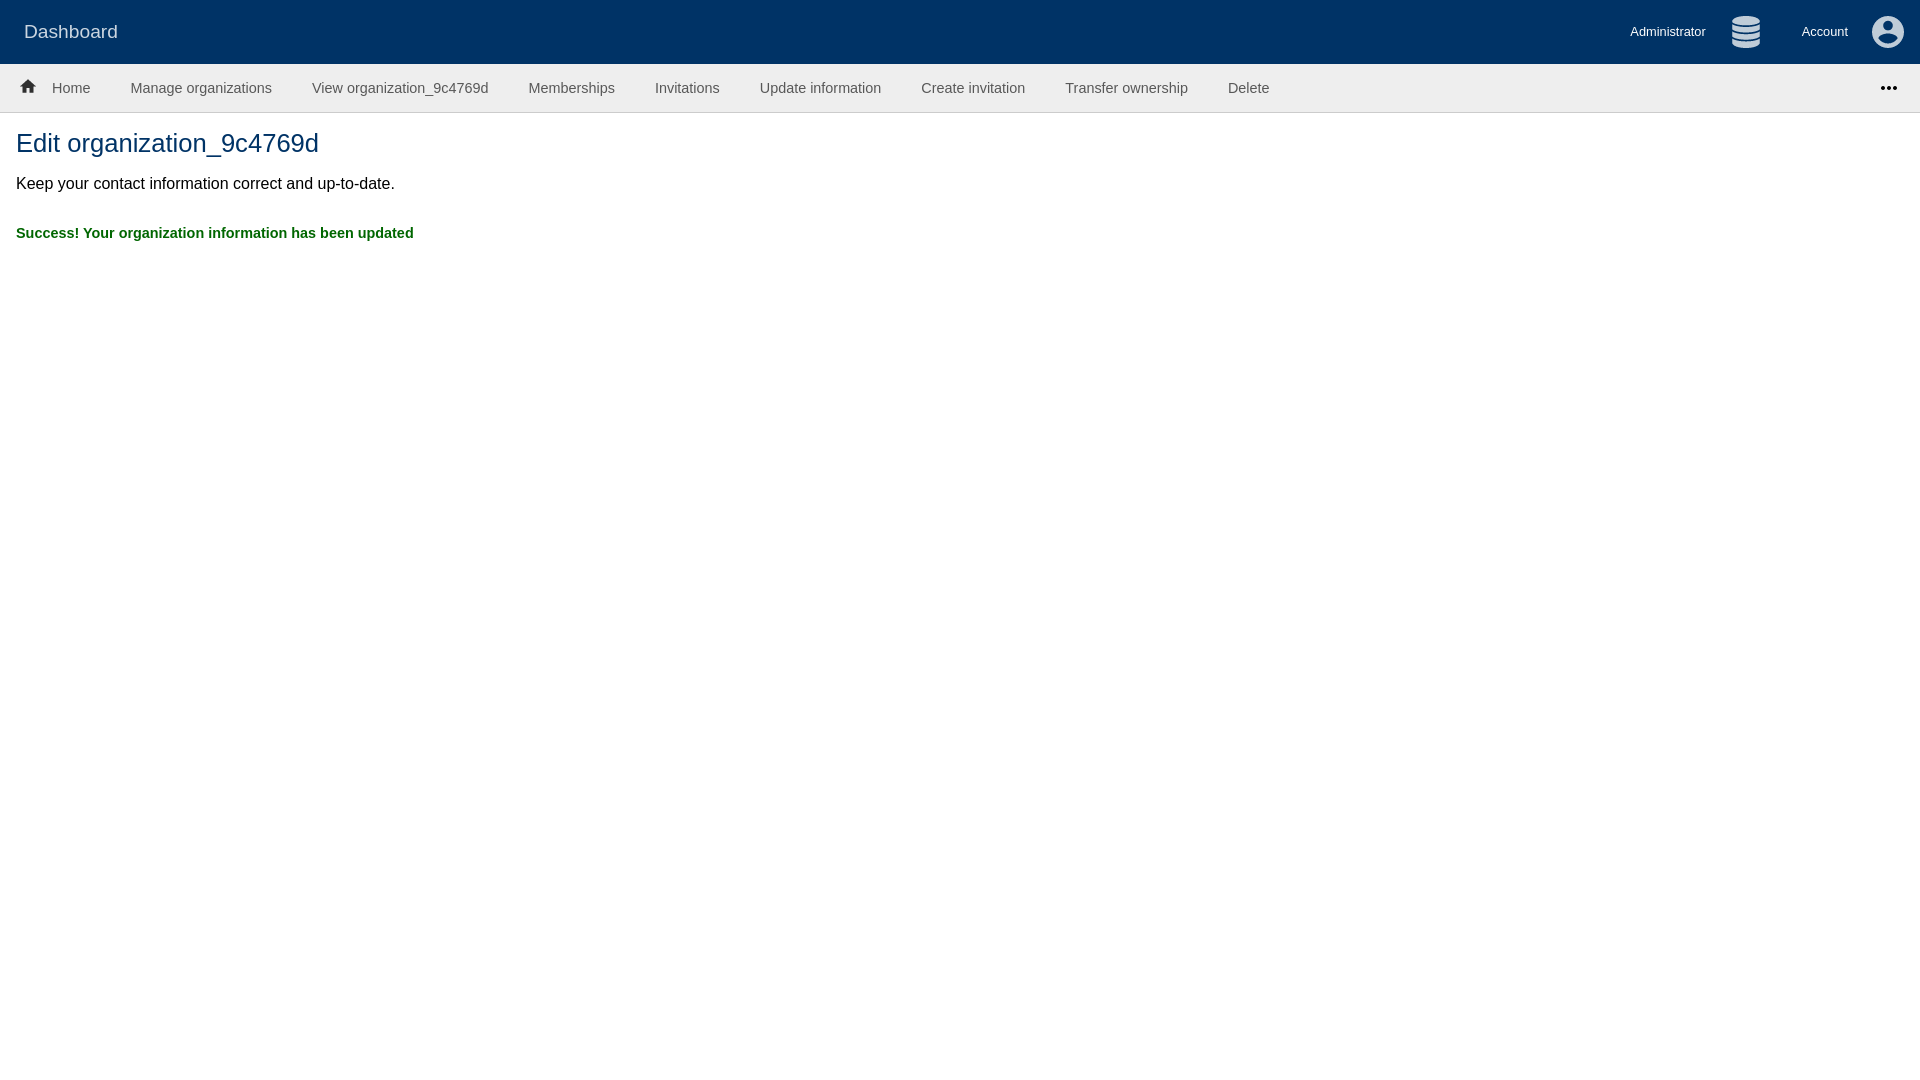 Dashboard
Administrator
Account
Home
Manage organizations
View organization_9c4769d
Memberships
Invitations
Update information
Create invitation
Transfer ownership
Delete
Edit organization_9c4769d
Keep your contact information correct and up-to-date.
Success! Your organization information has been updated